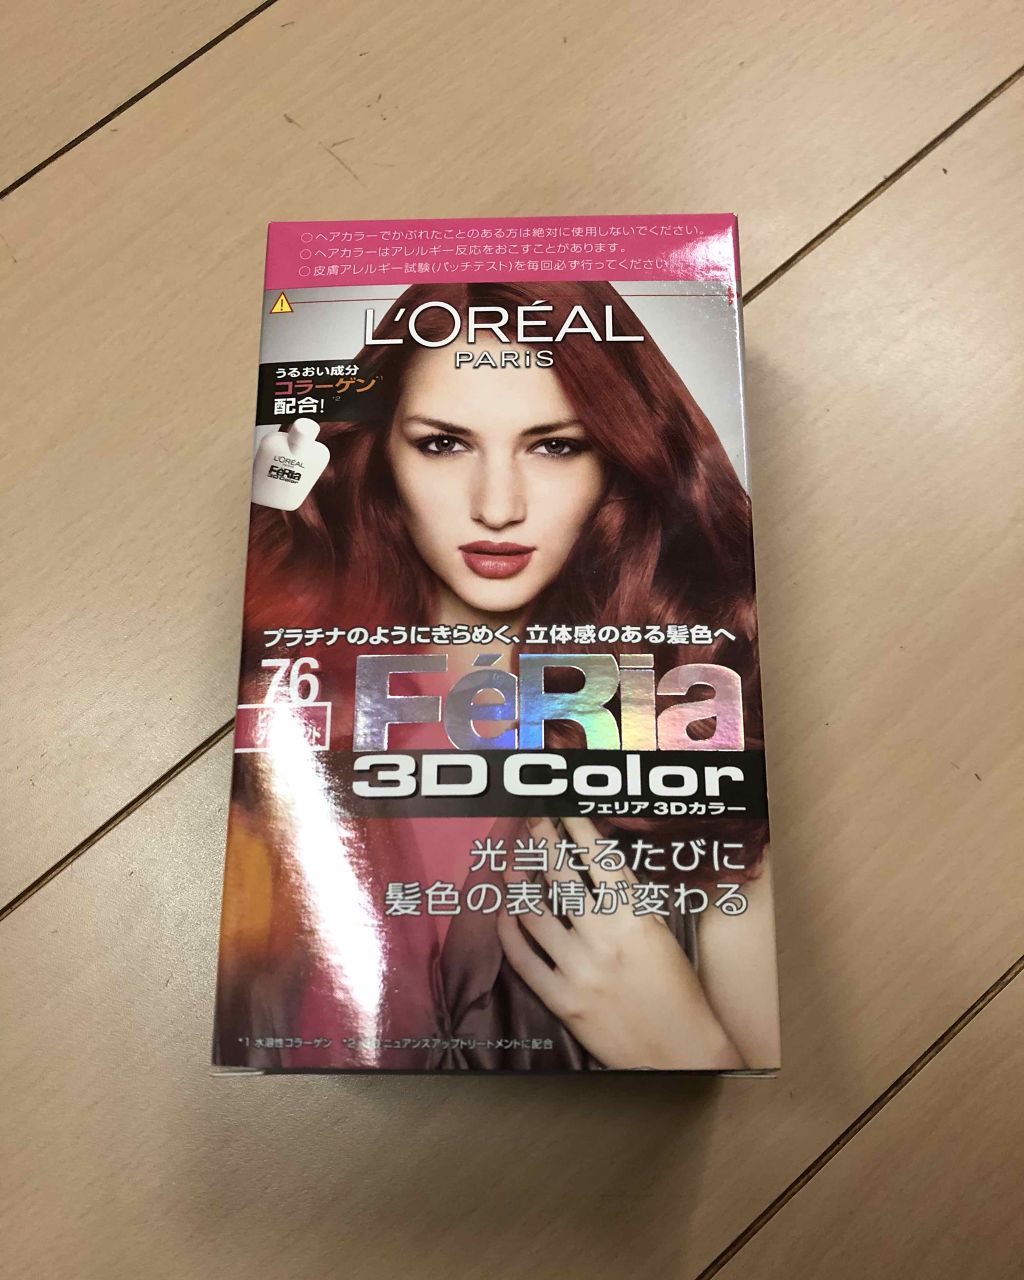 ○ヘアカラーでかぶれたことのある方は絶対に使用しないでください。
○ヘアカラーはアレルギー反応をおこすことがあります。
○皮膚アレルギー試験(パッチテスト)を毎回必ず行ってください
L'ORÉAL
PARiS
うるおい成分
コラーゲン*1
配合!*2
L'ORÉAL
FéRia
3D Color
プラチナのようにきらめく、立体感のある髪色へ
76
FéRia
3D Color
フェリア 3Dカラー
光当たるたびに
髪色の表情が変わる
*1 水溶性コラーゲン *2 ニュアンスアップトリートメントに配合